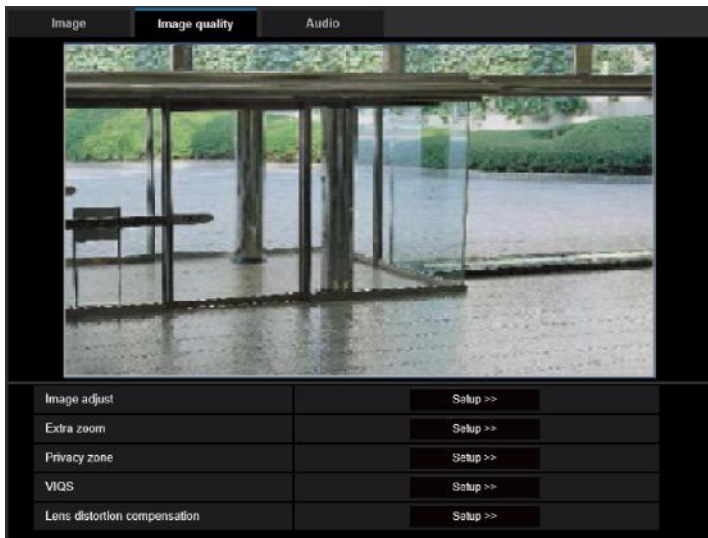 Image Image quality Audio
Image adjust Setup >>
Extra zoom Setup >>
Privacy zone Setup >>
VIQS Setup >>
Lens distortion compensation Setup >>